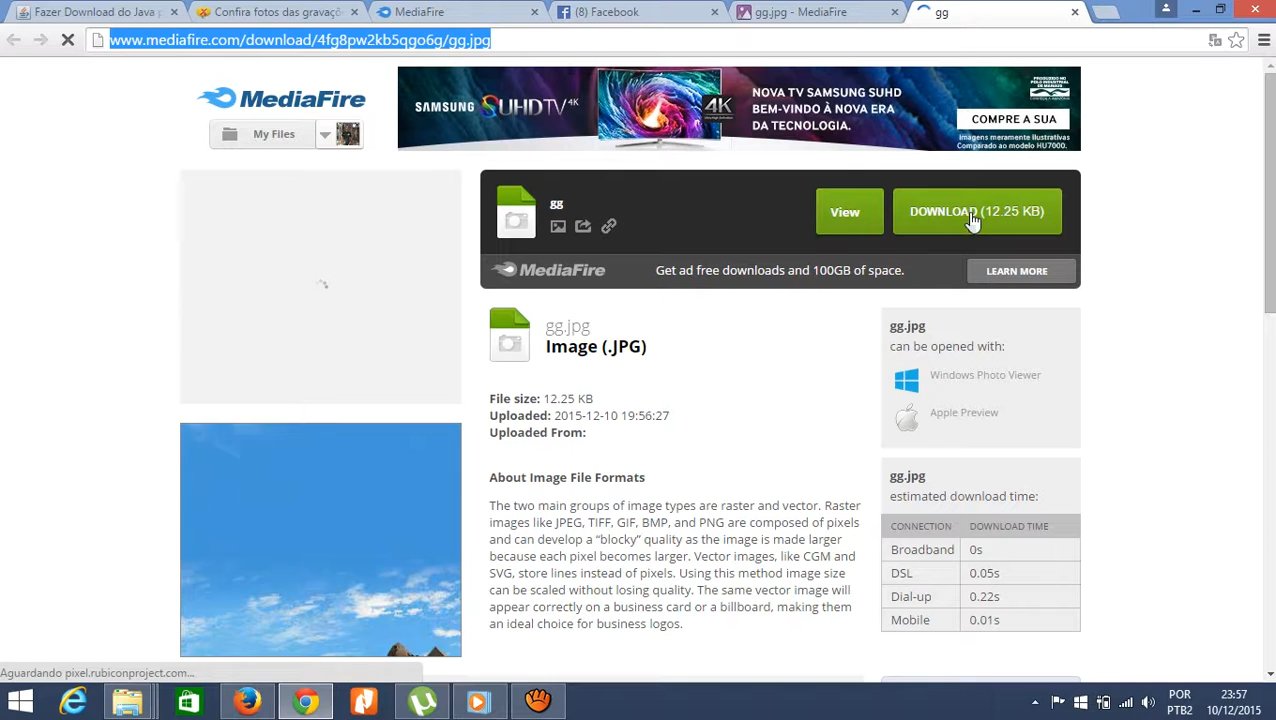 Fazer Download do Java p
Confira fotos das gravaçõ
MediaFire
(8) Facebook
gg.jpg - MediaFire
gg
www.mediafire.com/download/4fg8pw2kb5qgo6g/gg.jpg
MediaFire
My Files
SAMSUNG SUHDTV 4K
4K
NOVA TV SAMSUNG SUHD
BEM-VINDO À NOVA ERA
DA TECNOLOGIA.
COMPRE A SUA
Imagens meramente ilustrativas
Comparado ao modelo HU7000.
gg
View
DOWNLOAD (12.25 KB)
MediaFire
Get ad free downloads and 100GB of space.
LEARN MORE
gg.jpg
Image (.JPG)
File size: 12.25 KB
Uploaded: 2015-12-10 19:56:27
Uploaded From:
About Image File Formats
The two main groups of image types are raster and vector. Raster
images like JPEG, TIFF, GIF, BMP, and PNG are composed of pixels
and can develop a “blocky” quality as the image is made larger
because each pixel becomes larger. Vector images, like CGM and
SVG, store lines instead of pixels. Using this method image size
can be scaled without losing quality. The same vector image will
appear correctly on a business card or a billboard, making them
an ideal choice for business logos.
gg.jpg
can be opened with:
Windows Photo Viewer
Apple Preview
gg.jpg
estimated download time:
CONNECTION DOWNLOAD TIME
Broadband 0s
DSL 0.05s
Dial-up 0.22s
Mobile 0.01s
Aguardando pixel.rubiconproject.com...
POR
PTB2
23:57
10/12/2015